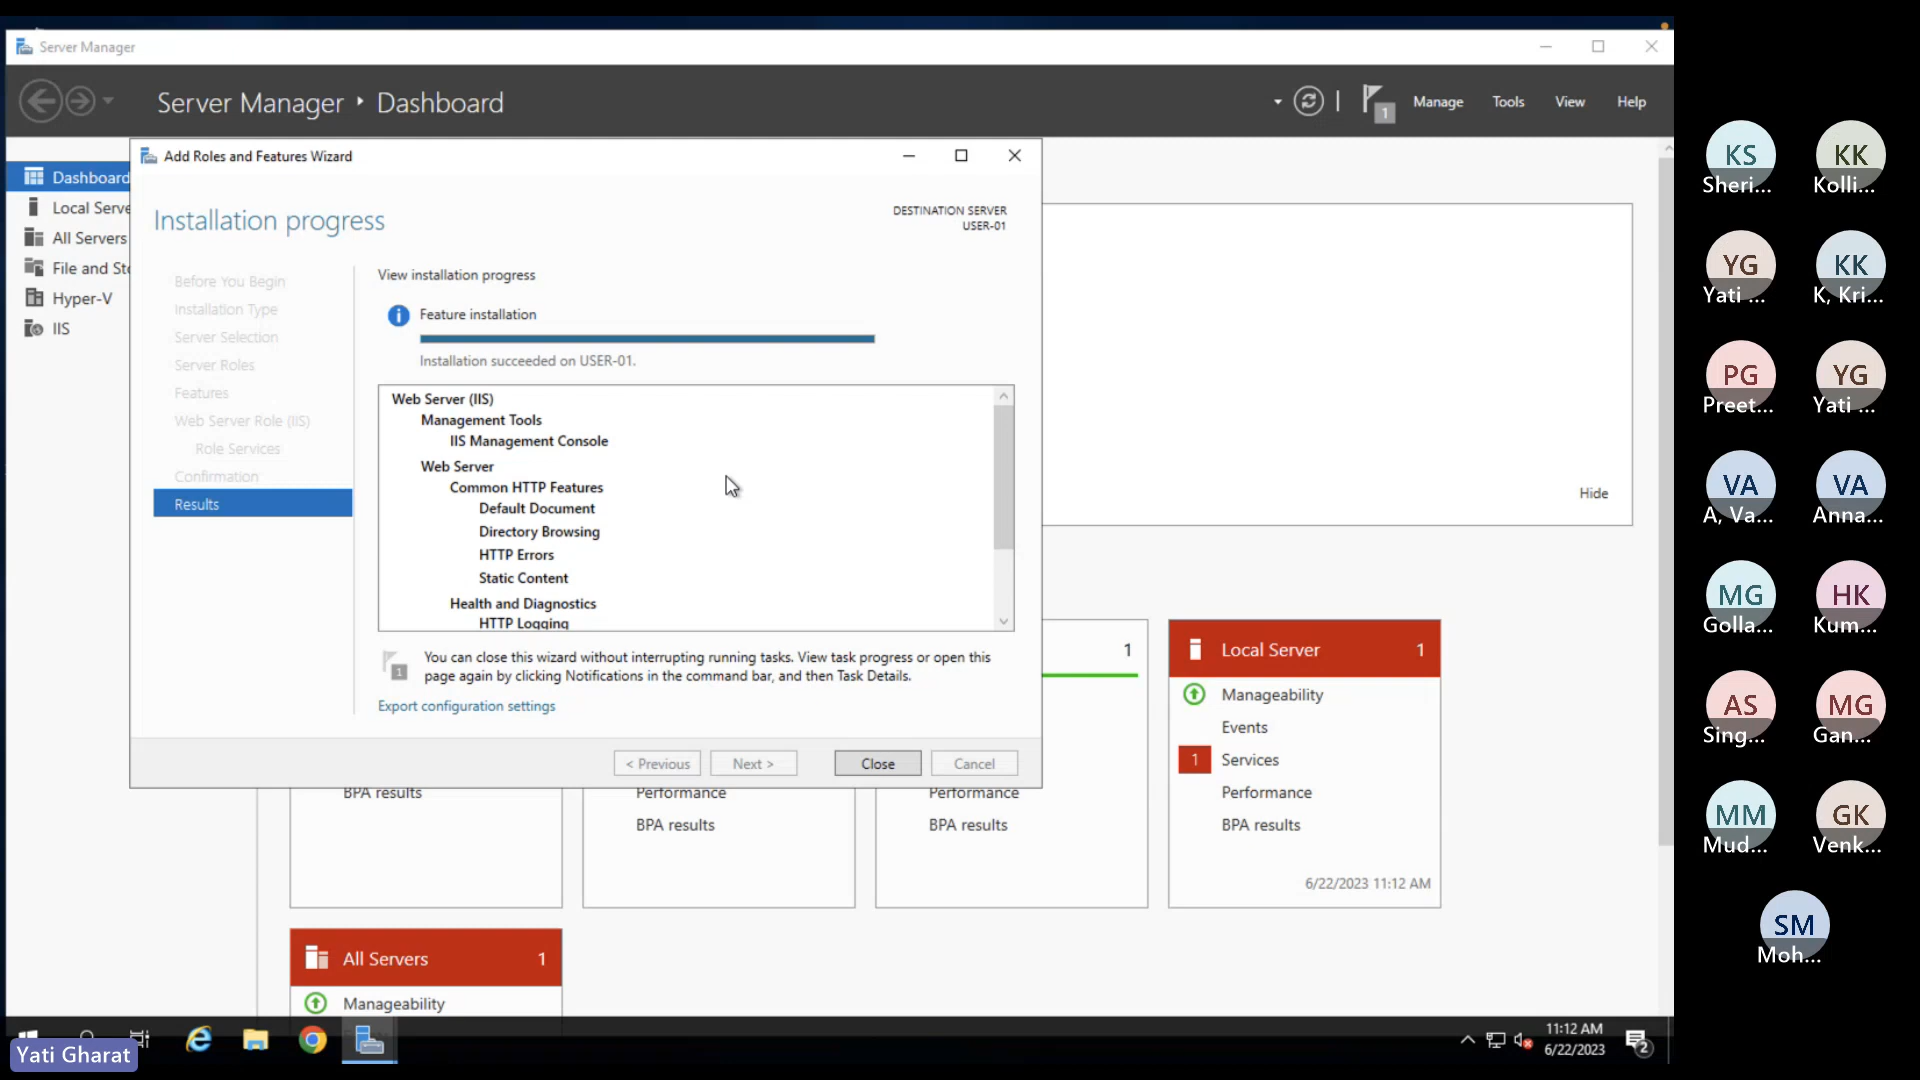 Server Manager
Server Manager Dashboard
1
Manage
Tools
View
Help
Dashboard
Local Serve
All Servers
File and Sto
Hyper-V
IIS
Add Roles and Features Wizard
Installation progress
DESTINATION SERVER
USER-01
Before You Begin
Installation Type
Server Selection
Server Roles
Features
Web Server Role (IIS)
Role Services
Confirmation
Results
View installation progress
Feature installation
Installation succeeded on USER-01.
Web Server (IIS)
Management Tools
IIS Management Console
Web Server
Common HTTP Features
Default Document
Directory Browsing
HTTP Errors
Static Content
Health and Diagnostics
HTTP Logging
1
You can close this wizard without interrupting running tasks. View task progress or open this
page again by clicking Notifications in the command bar, and then Task Details.
Export configuration settings
< Previous
Next >
Close
Cancel
Hide
BPA results
Performance
BPA results
1
Performance
BPA results
Local Server 1
Manageability
Events
1 Services
Performance
BPA results
6/22/2023 11:12 AM
All Servers 1
Manageability
11:12 AM
6/22/2023
2
Yati Gharat
KS
Sheri...
KK
Kolli...
YG
Yati ...
KK
K, Kri...
PG
Preet...
YG
Yati ...
VA
A, Va...
VA
Anna...
MG
Golla...
HK
Kum...
AS
Sing...
MG
Gan...
MM
Mud...
GK
Venk...
SM
Moh...